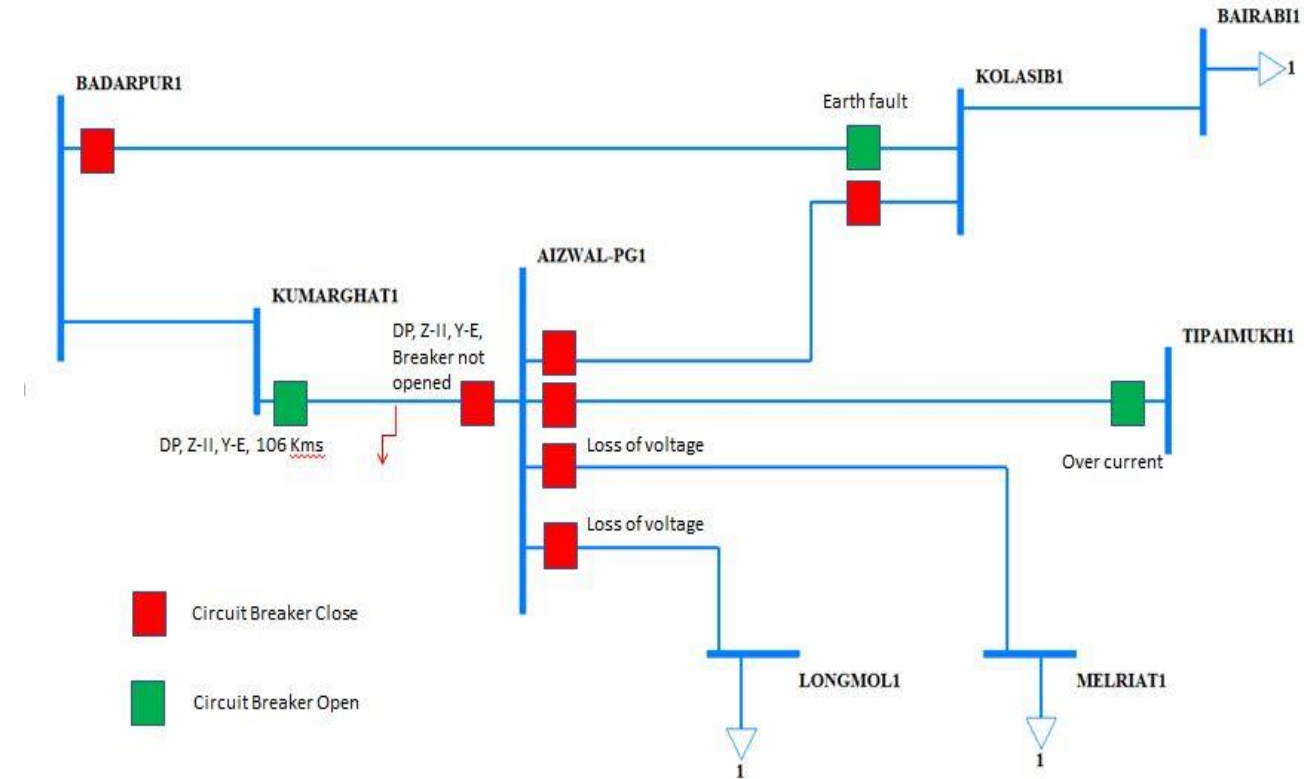 BAIRABI1
1
BADARPUR1
KOLASIB1
Earth fault
AIZWAL-PG1
KUMARGHAT1
DP, Z-II, Y-E,
Breaker not
opened
TIPAIMUKH1
DP, Z-II, Y-E, 106 Kms
Loss of voltage
Over current
Loss of voltage
Circuit Breaker Close
LONGMOL1
MELRIAT1
Circuit Breaker Open
1
1